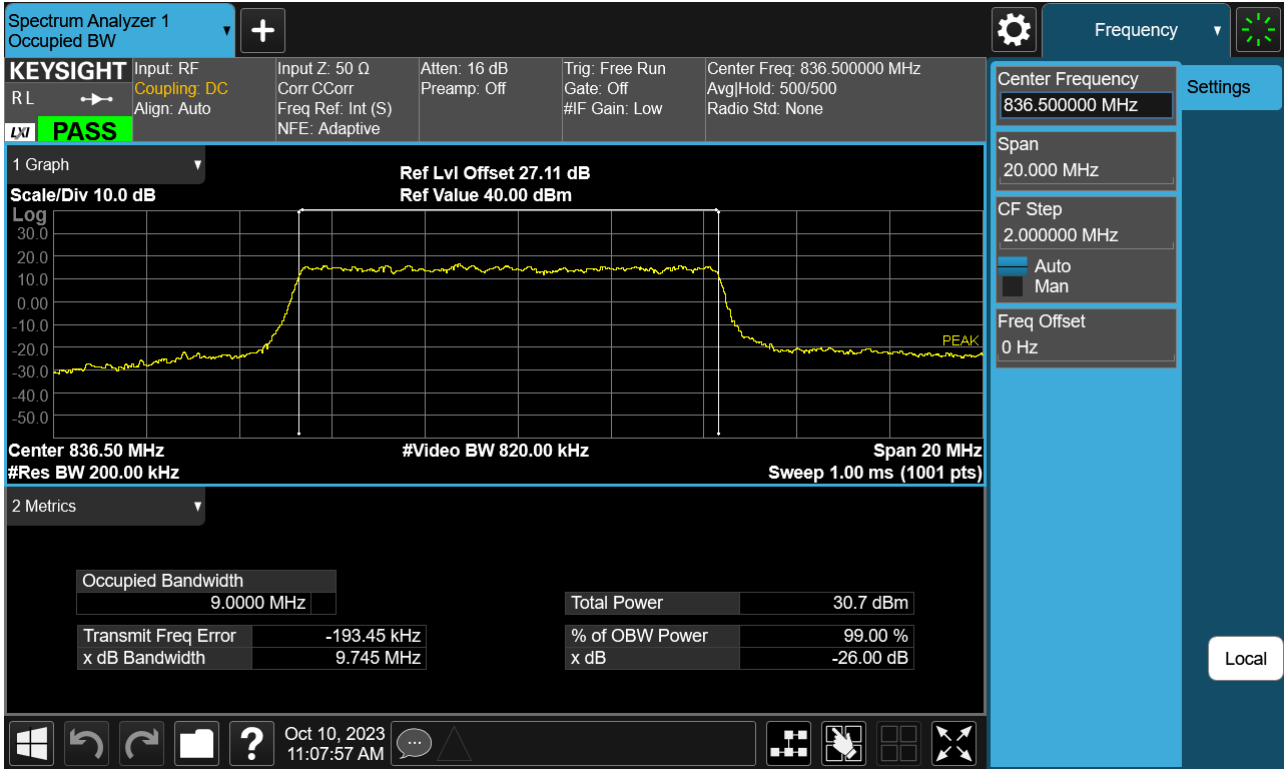 Spectrum Analyzer 1
Occupied BW
Frequency
KEYSIGHT
R L
LXI PASS
Input: RF
Coupling: DC
Align: Auto
Input Z: 50 Ω
Corr CCorr
Freq Ref: Int (S)
NFE: Adaptive
Atten: 16 dB
Preamp: Off
Trig: Free Run
Gate: Off
#IF Gain: Low
Center Freq: 836.500000 MHz
Avg|Hold: 500/500
Radio Std: None
1 Graph
Scale/Div 10.0 dB
Ref Lvl Offset 27.11 dB
Ref Value 40.00 dBm
Log
30.0
20.0
10.0
0.00
-10.0
-20.0
-30.0
-40.0
-50.0
PEAK
Center 836.50 MHz
#Video BW 820.00 kHz
Span 20 MHz
#Res BW 200.00 kHz
Sweep 1.00 ms (1001 pts)
2 Metrics
Occupied Bandwidth
9.0000 MHz
Transmit Freq Error -193.45 kHz
x dB Bandwidth 9.745 MHz
Total Power 30.7 dBm
% of OBW Power 99.00 %
x dB -26.00 dB
Center Frequency
836.500000 MHz
Span
20.000 MHz
CF Step
2.000000 MHz
Auto
Man
Freq Offset
0 Hz
Settings
Local
?
Oct 10, 2023
11:07:57 AM